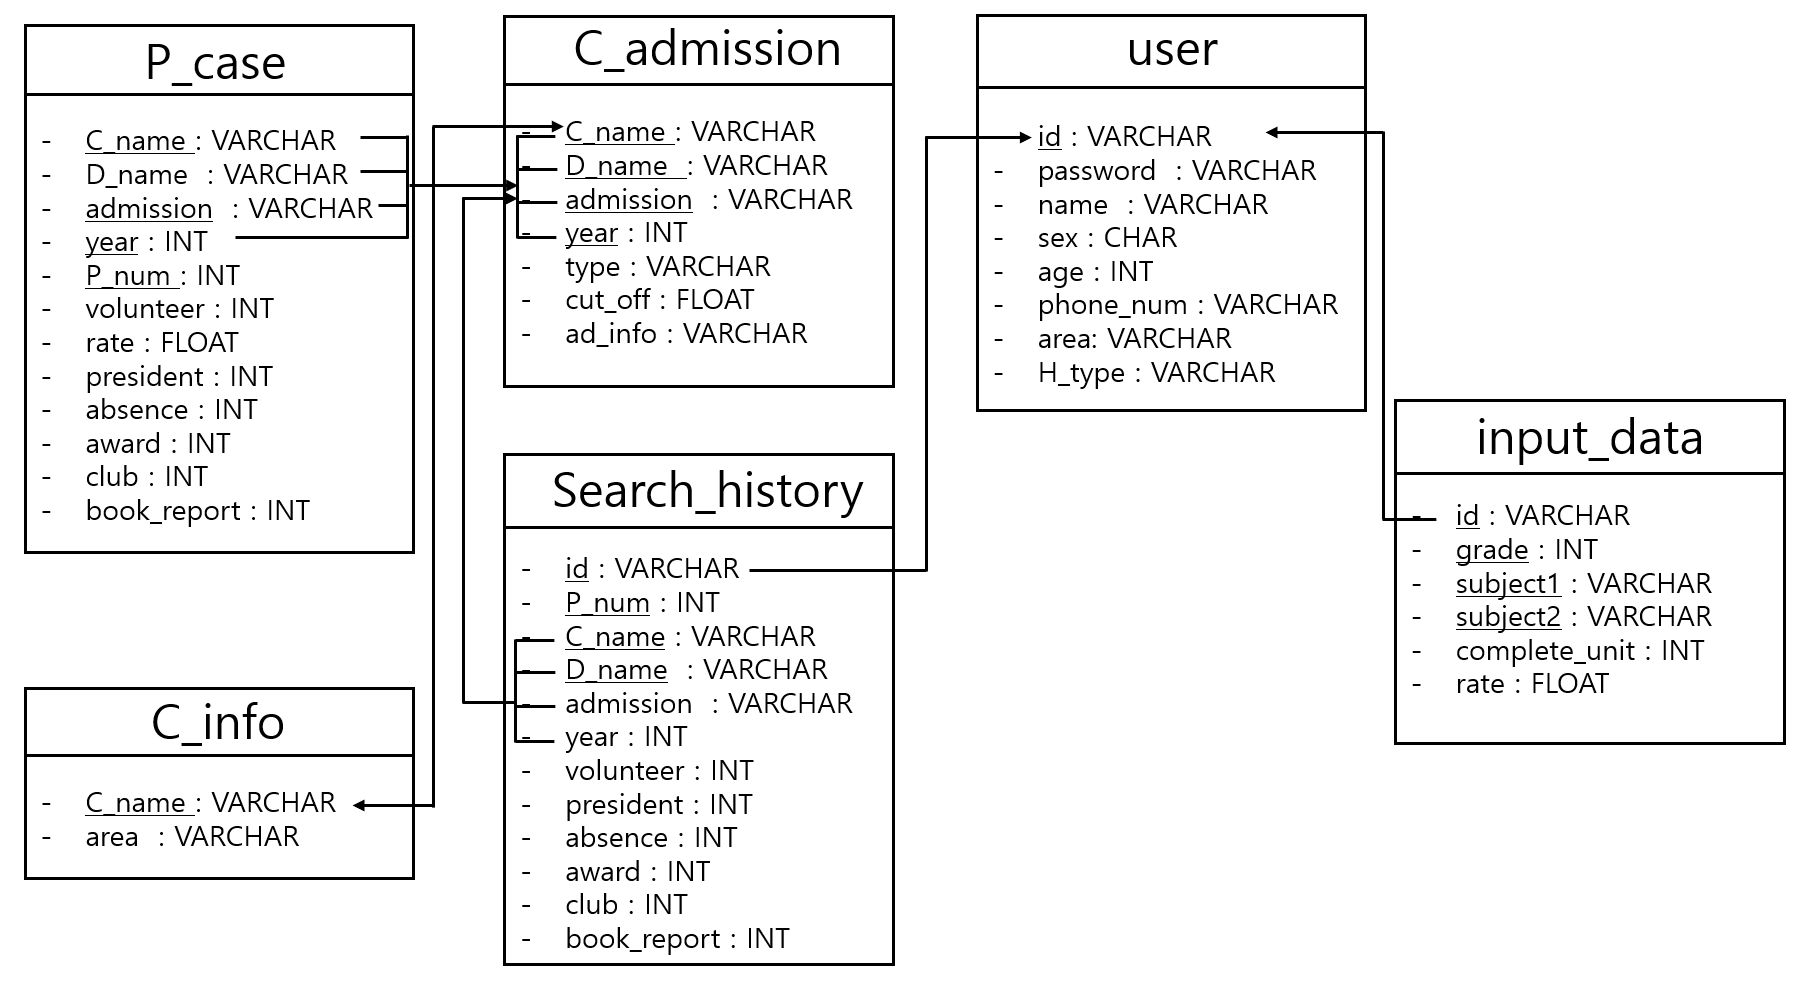 P_case
- C_name : VARCHAR
- D_name : VARCHAR
- admission : VARCHAR
- year : INT
- P_num : INT
- volunteer : INT
- rate : FLOAT
- president : INT
- absence : INT
- award : INT
- club : INT
- book_report : INT
C_admission
- C_name : VARCHAR
- D_name : VARCHAR
- admission : VARCHAR
- year : INT
- type : VARCHAR
- cut_off : FLOAT
- ad_info : VARCHAR
user
id : VARCHAR
- password : VARCHAR
- name : VARCHAR
- sex : CHAR
- age : INT
- phone_num : VARCHAR
- area: VARCHAR
- H_type : VARCHAR
input_data
- id : VARCHAR
- grade : INT
- subject1 : VARCHAR
- subject2 : VARCHAR
- complete_unit : INT
- rate : FLOAT
Search_history
- id : VARCHAR
- P_num : INT
- C_name : VARCHAR
- D_name : VARCHAR
- admission : VARCHAR
- year : INT
- volunteer : INT
- president : INT
- absence : INT
- award : INT
- club : INT
- book_report : INT
C_info
- C_name : VARCHAR
- area : VARCHAR